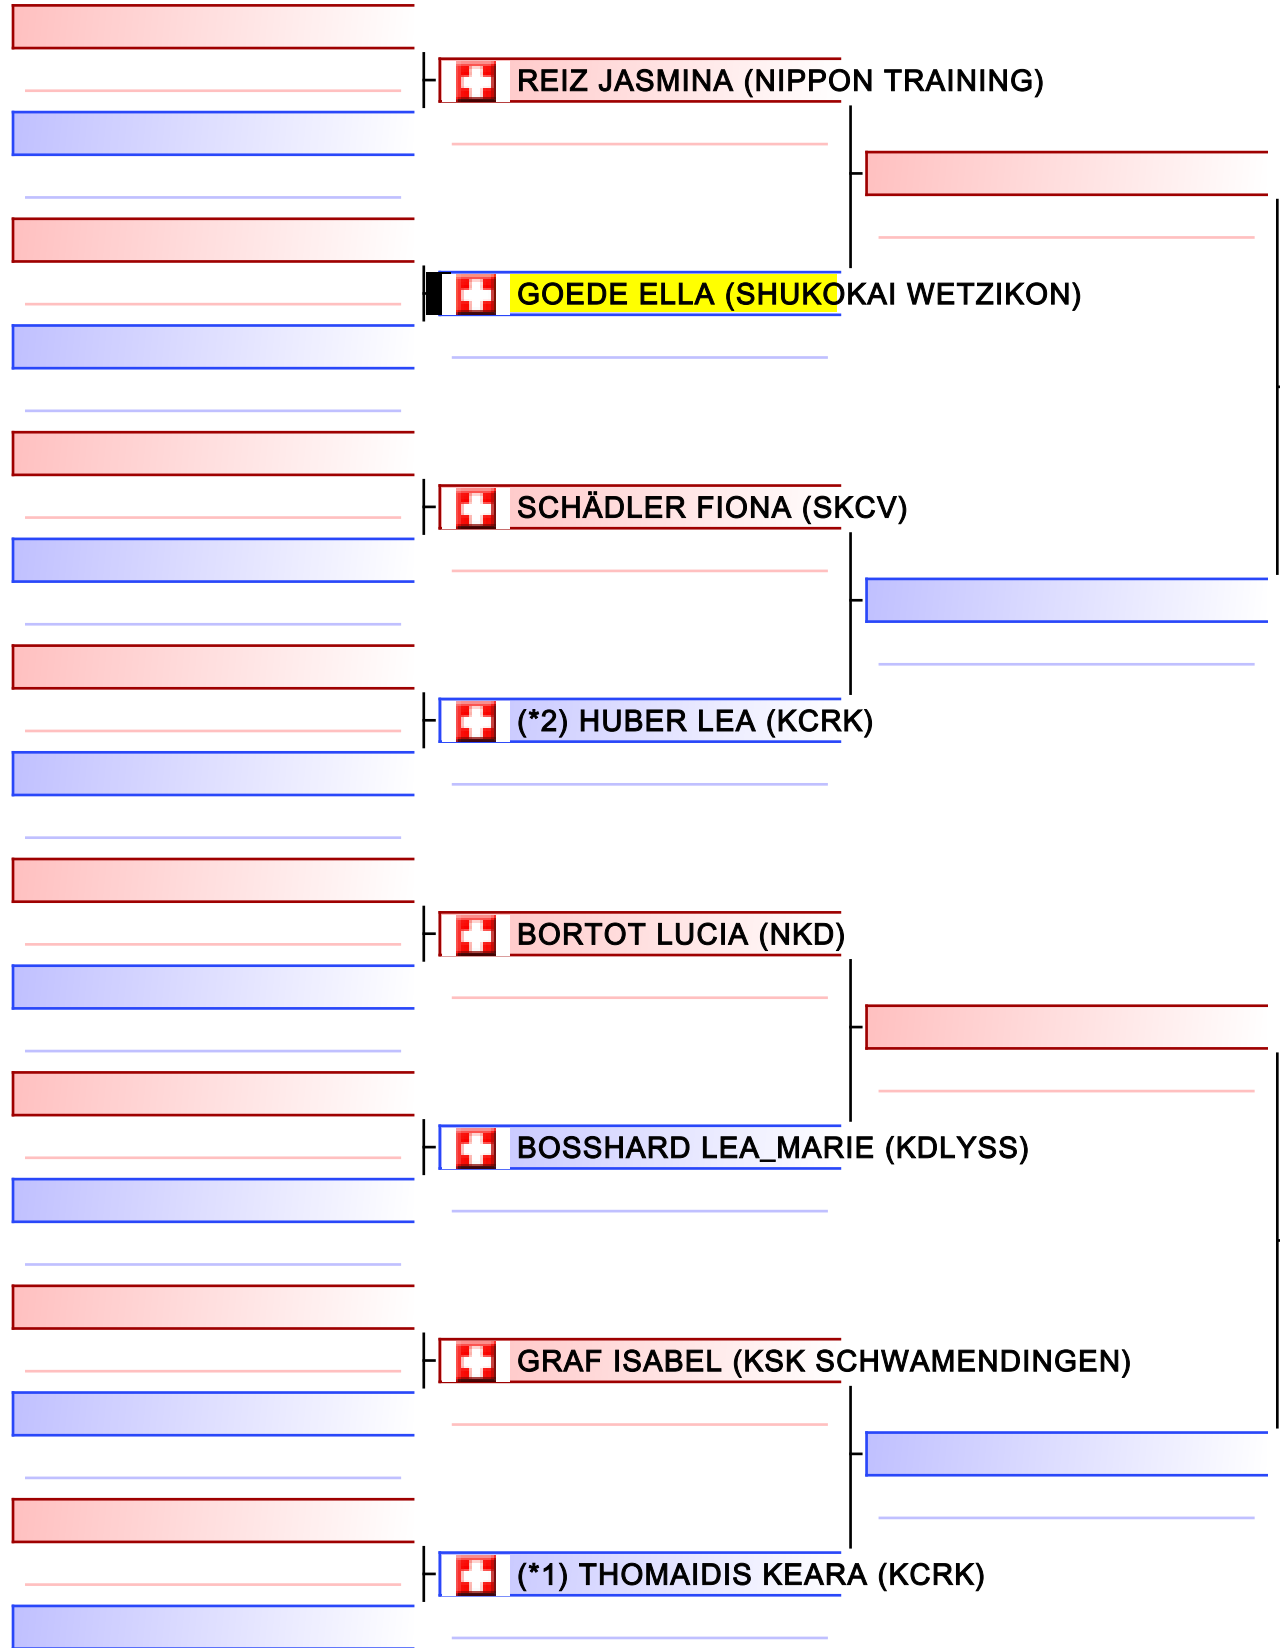 REIZ JASMINA (NIPPON TRAINING)
GOEDE ELLA (SHUKOKAI WETZIKON)
SCHÄDLER FIONA (SKCV)
(*2) HUBER LEA (KCRK)
BORTOT LUCIA (NKD)
BOSSHARD LEA_MARIE (KDLYSS)
GRAF ISABEL (KSK SCHWAMENDINGEN)
(*1) THOMAIDIS KEARA (KCRK)